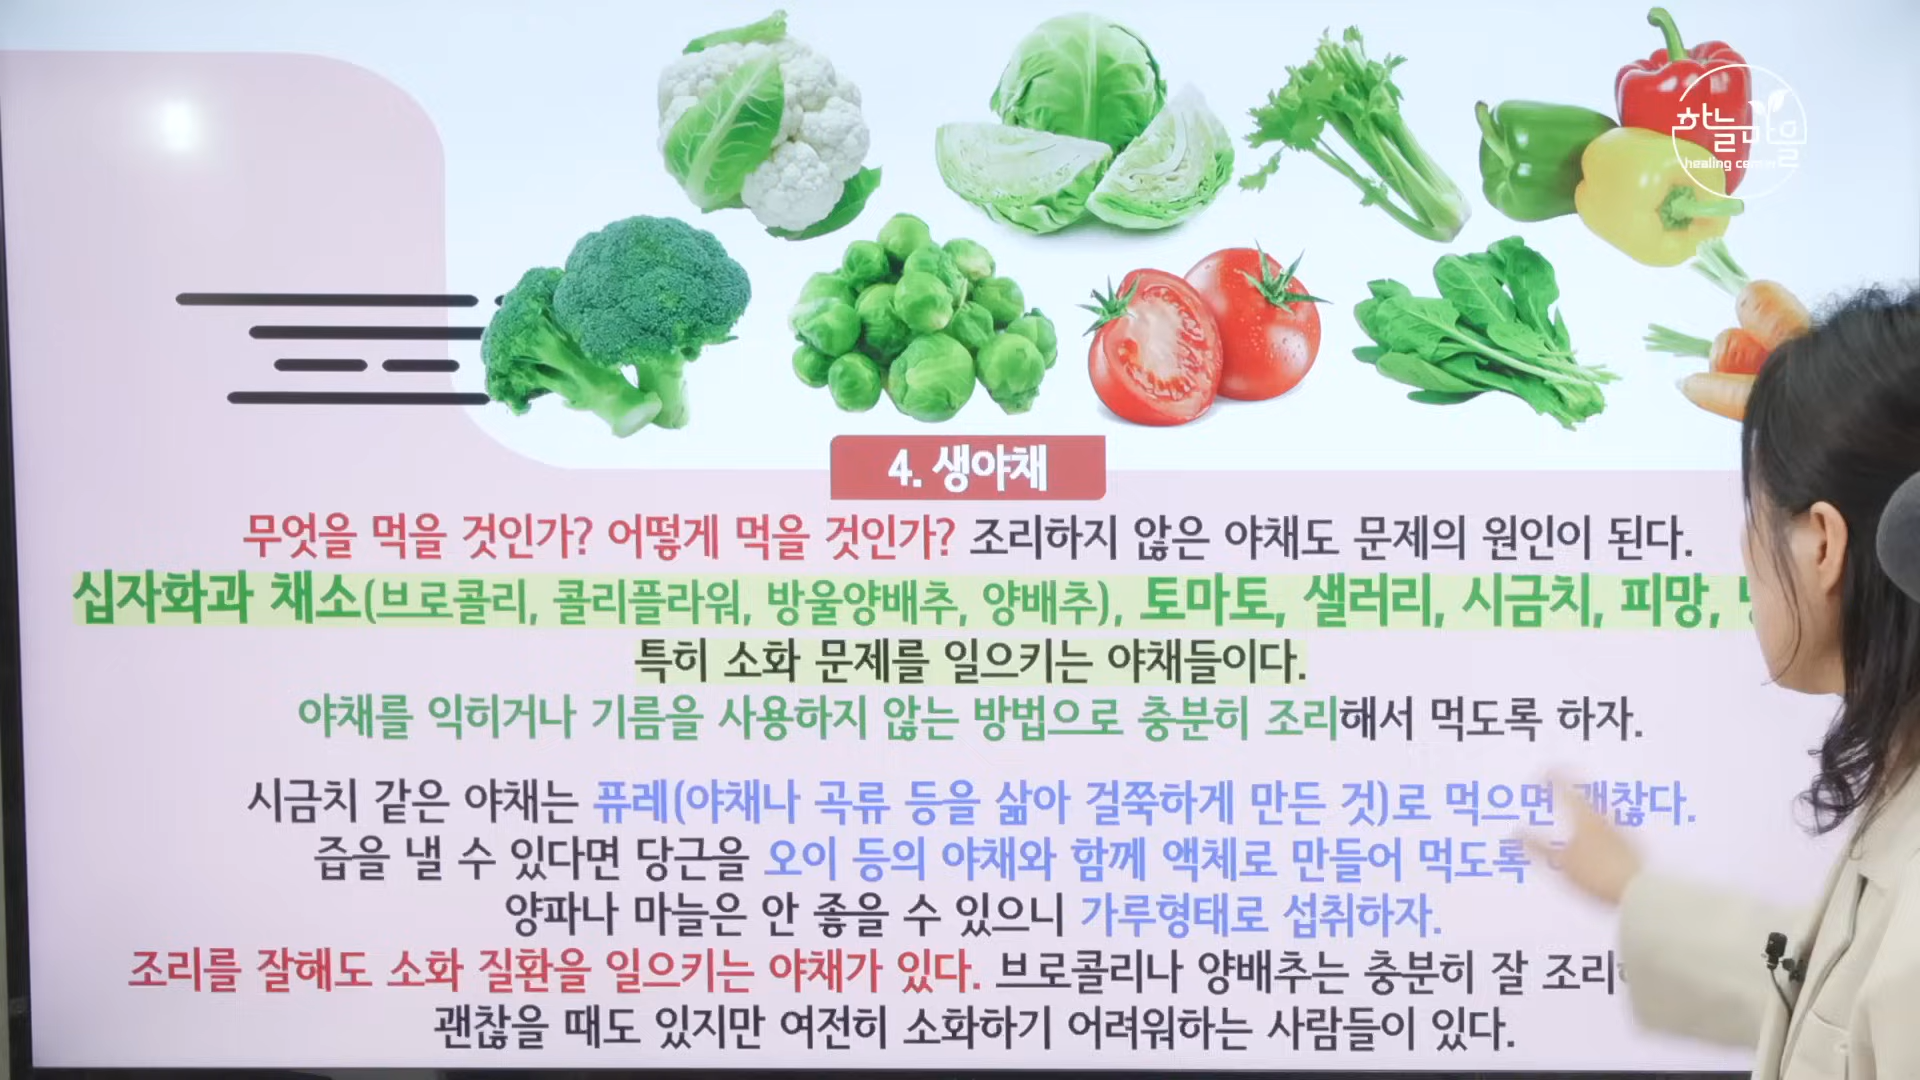 하늘마을
healing center
4. 생야채
무엇을 먹을 것인가? 어떻게 먹을 것인가? 조리하지 않은 야채도 문제의 원인이 된다.
십자화과 채소(브로콜리, 콜리플라워, 방울양배추, 양배추), 토마토, 샐러리, 시금치, 피망,
특히 소화 문제를 일으키는 야채들이다.
야채를 익히거나 기름을 사용하지 않는 방법으로 충분히 조리해서 먹도록 하자.
시금치 같은 야채는 퓨레(야채나 곡류 등을 삶아 걸쭉하게 만든 것)로 먹으면 괜찮다.
즙을 낼 수 있다면 당근을 오이 등의 야채와 함께 액체로 만들어 먹도록
양파나 마늘은 안 좋을 수 있으니 가루형태로 섭취하자.
조리를 잘해도 소화 질환을 일으키는 야채가 있다. 브로콜리나 양배추는 충분히 잘
괜찮을 때도 있지만 여전히 소화하기 어려워하는 사람들이 있다.